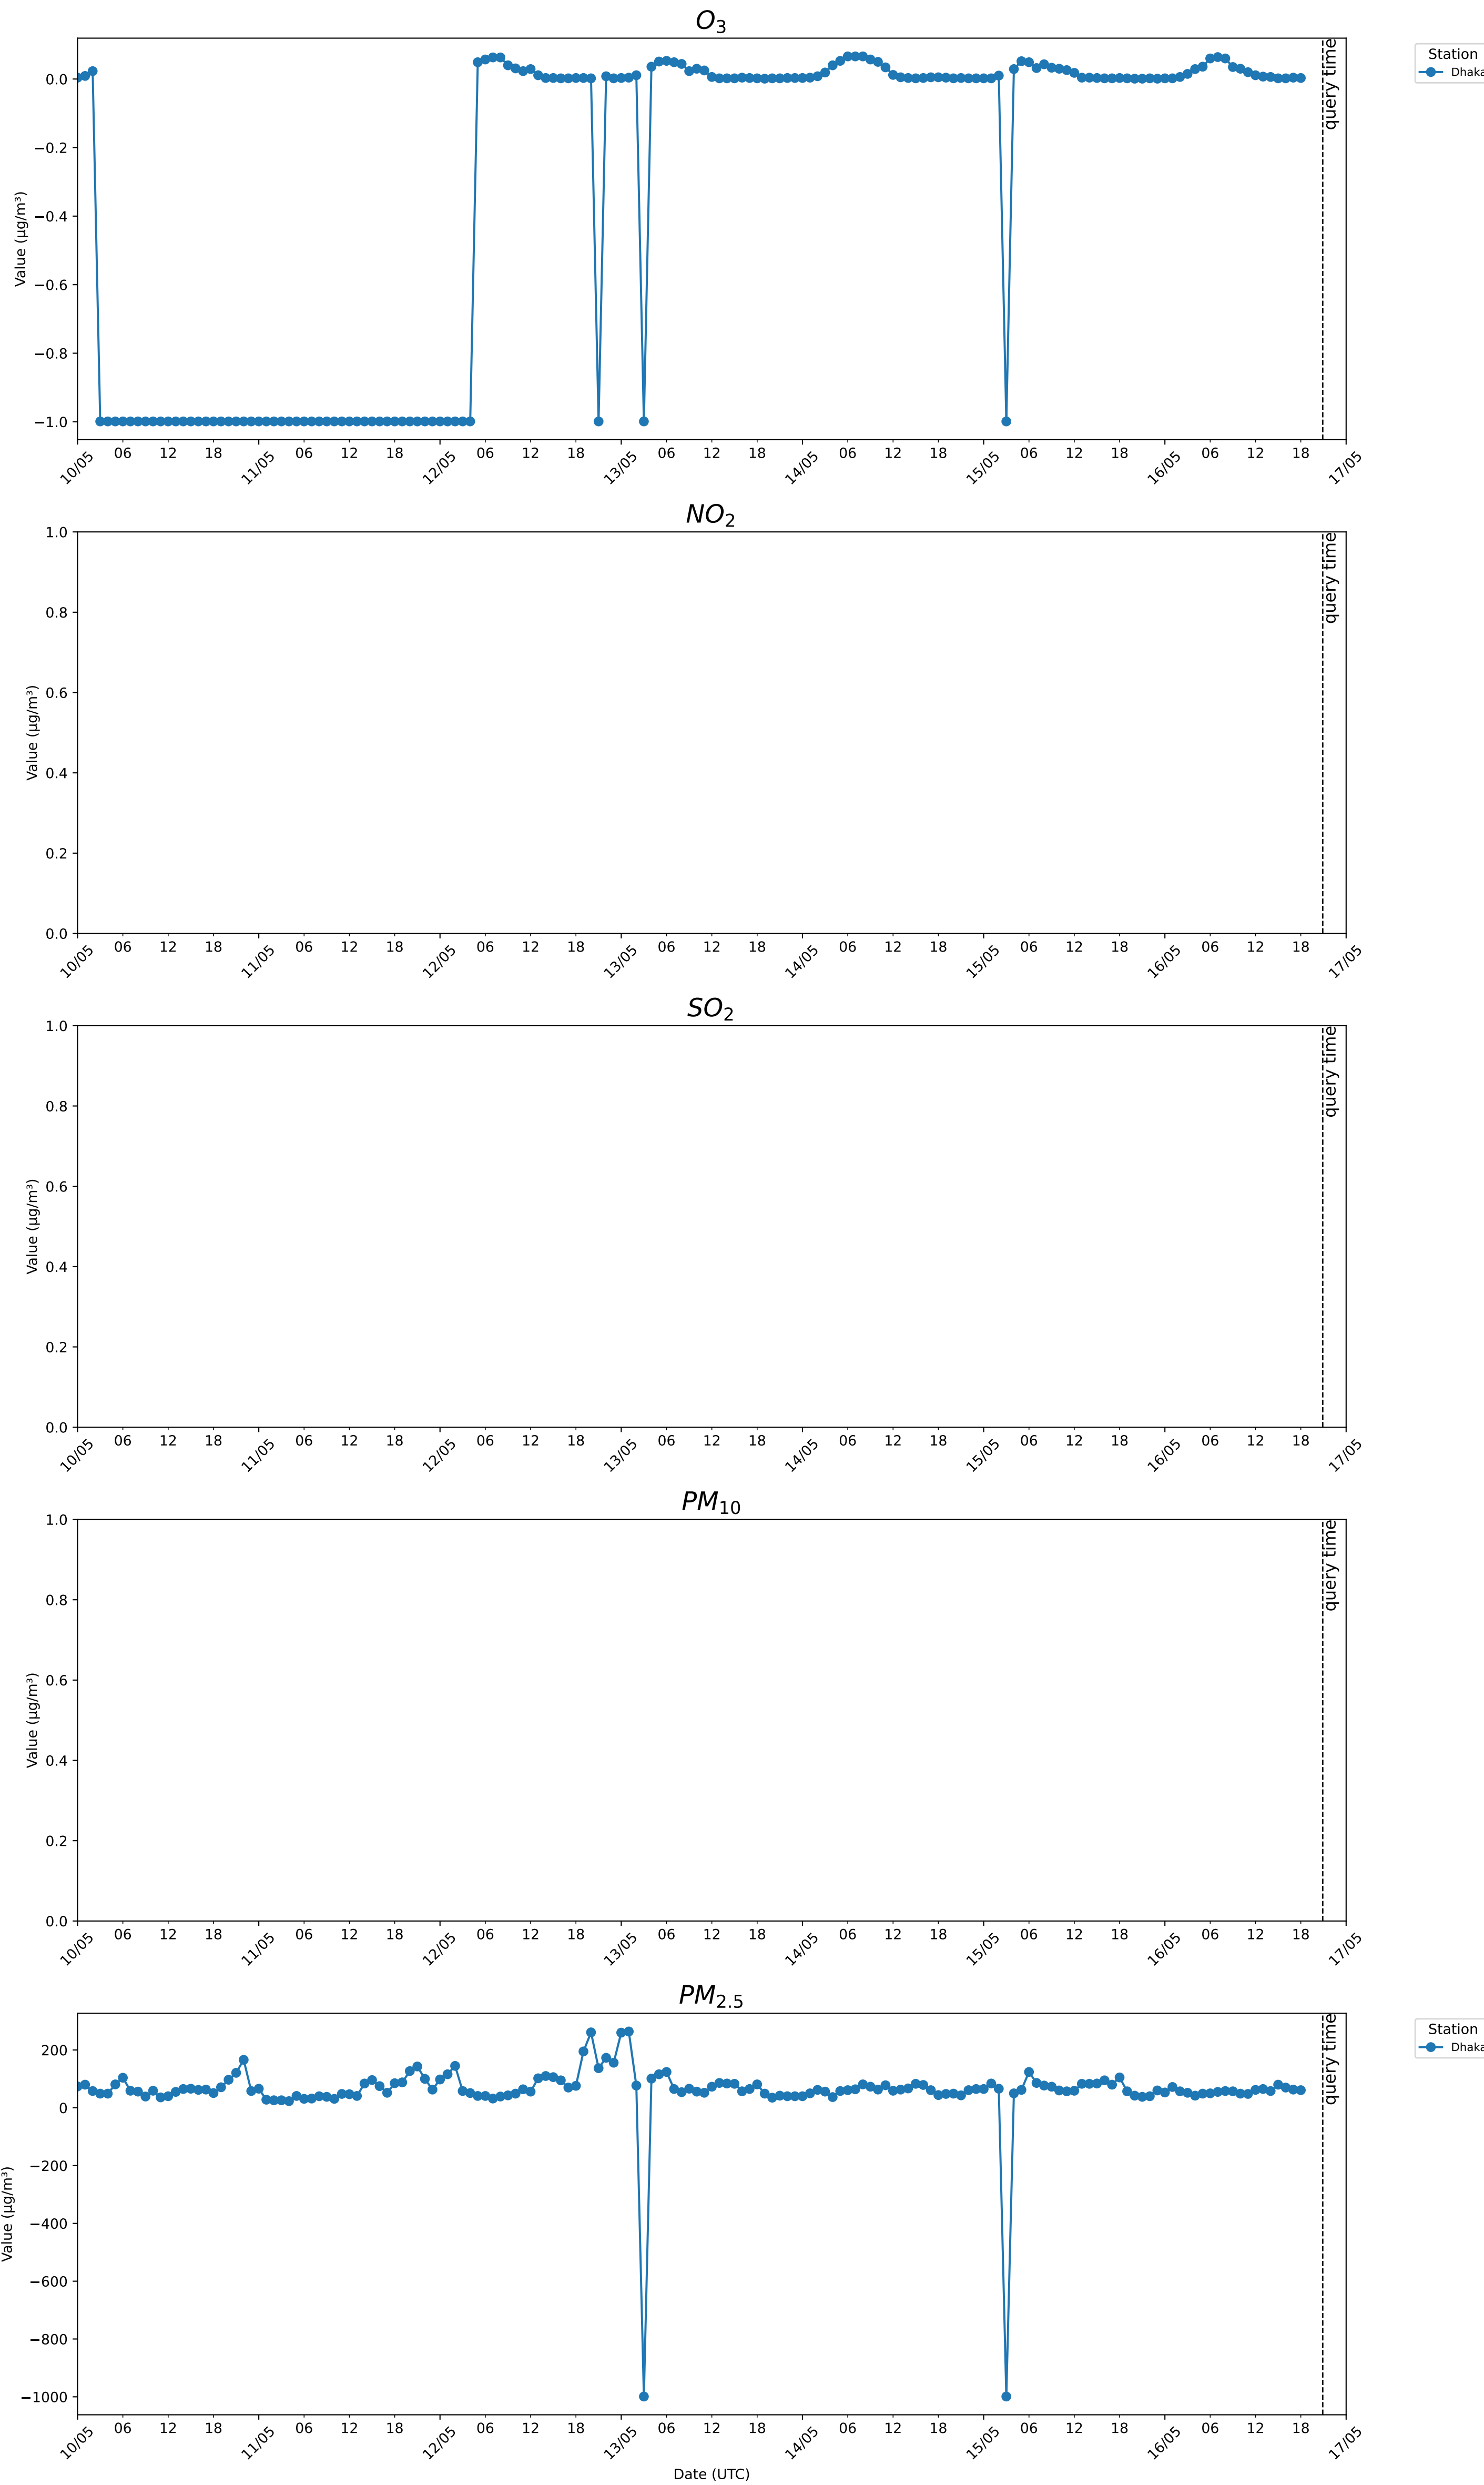 O3
Value (µg/m³)
0.0
−0.2
−0.4
−0.6
−0.8
−1.0
query time
Station
Dhaka
10/05 06 12 18 11/05 06 12 18 12/05 06 12 18 13/05 06 12 18 14/05 06 12 18 15/05 06 12 18 16/05 06 12 18 17/05
NO2
Value (µg/m³)
1.0
0.8
0.6
0.4
0.2
0.0
query time
10/05 06 12 18 11/05 06 12 18 12/05 06 12 18 13/05 06 12 18 14/05 06 12 18 15/05 06 12 18 16/05 06 12 18 17/05
SO2
Value (µg/m³)
1.0
0.8
0.6
0.4
0.2
0.0
query time
10/05 06 12 18 11/05 06 12 18 12/05 06 12 18 13/05 06 12 18 14/05 06 12 18 15/05 06 12 18 16/05 06 12 18 17/05
PM10
Value (µg/m³)
1.0
0.8
0.6
0.4
0.2
0.0
query time
10/05 06 12 18 11/05 06 12 18 12/05 06 12 18 13/05 06 12 18 14/05 06 12 18 15/05 06 12 18 16/05 06 12 18 17/05
PM2.5
Value (µg/m³)
200
0
−200
−400
−600
−800
−1000
query time
Station
Dhaka
10/05 06 12 18 11/05 06 12 18 12/05 06 12 18 13/05 06 12 18 14/05 06 12 18 15/05 06 12 18 16/05 06 12 18 17/05
Date (UTC)